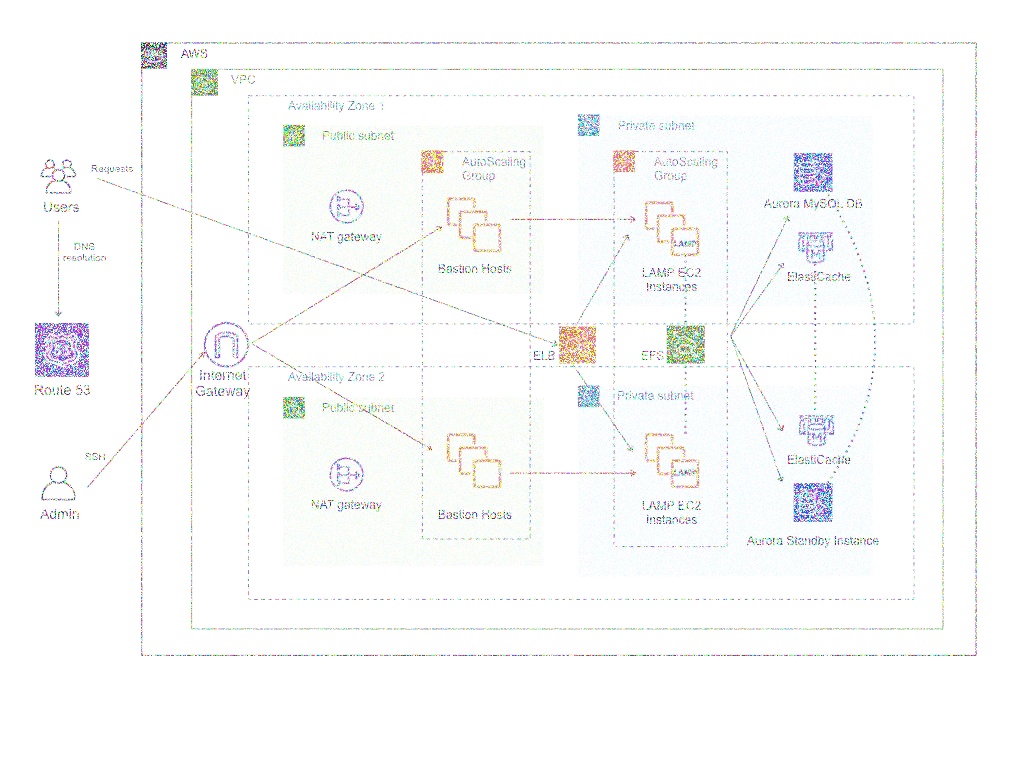 AWS
VPC
Availability Zone 1
Public subnet
Private subnet
AutoScaling
Group
AutoScaling
Group
Requests
Users
NAT gateway
Aurora MySQL DB
DNS
resolution
Bastion Hosts
LAMP
LAMP EC2
Instances
ElastiCache
Route 53
Internet
Gateway
ELB
EFS
Availability Zone 2
Public subnet
Private subnet
SSH
Admin
NAT gateway
Bastion Hosts
LAMP
LAMP EC2
Instances
ElastiCache
Aurora Standby Instance